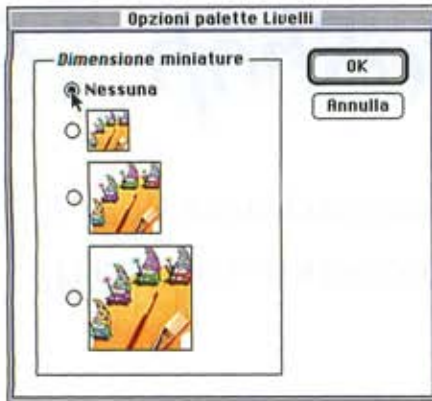 Opzioni palette Livelli
Dimensione miniature
Nessuna
OK
Annulla